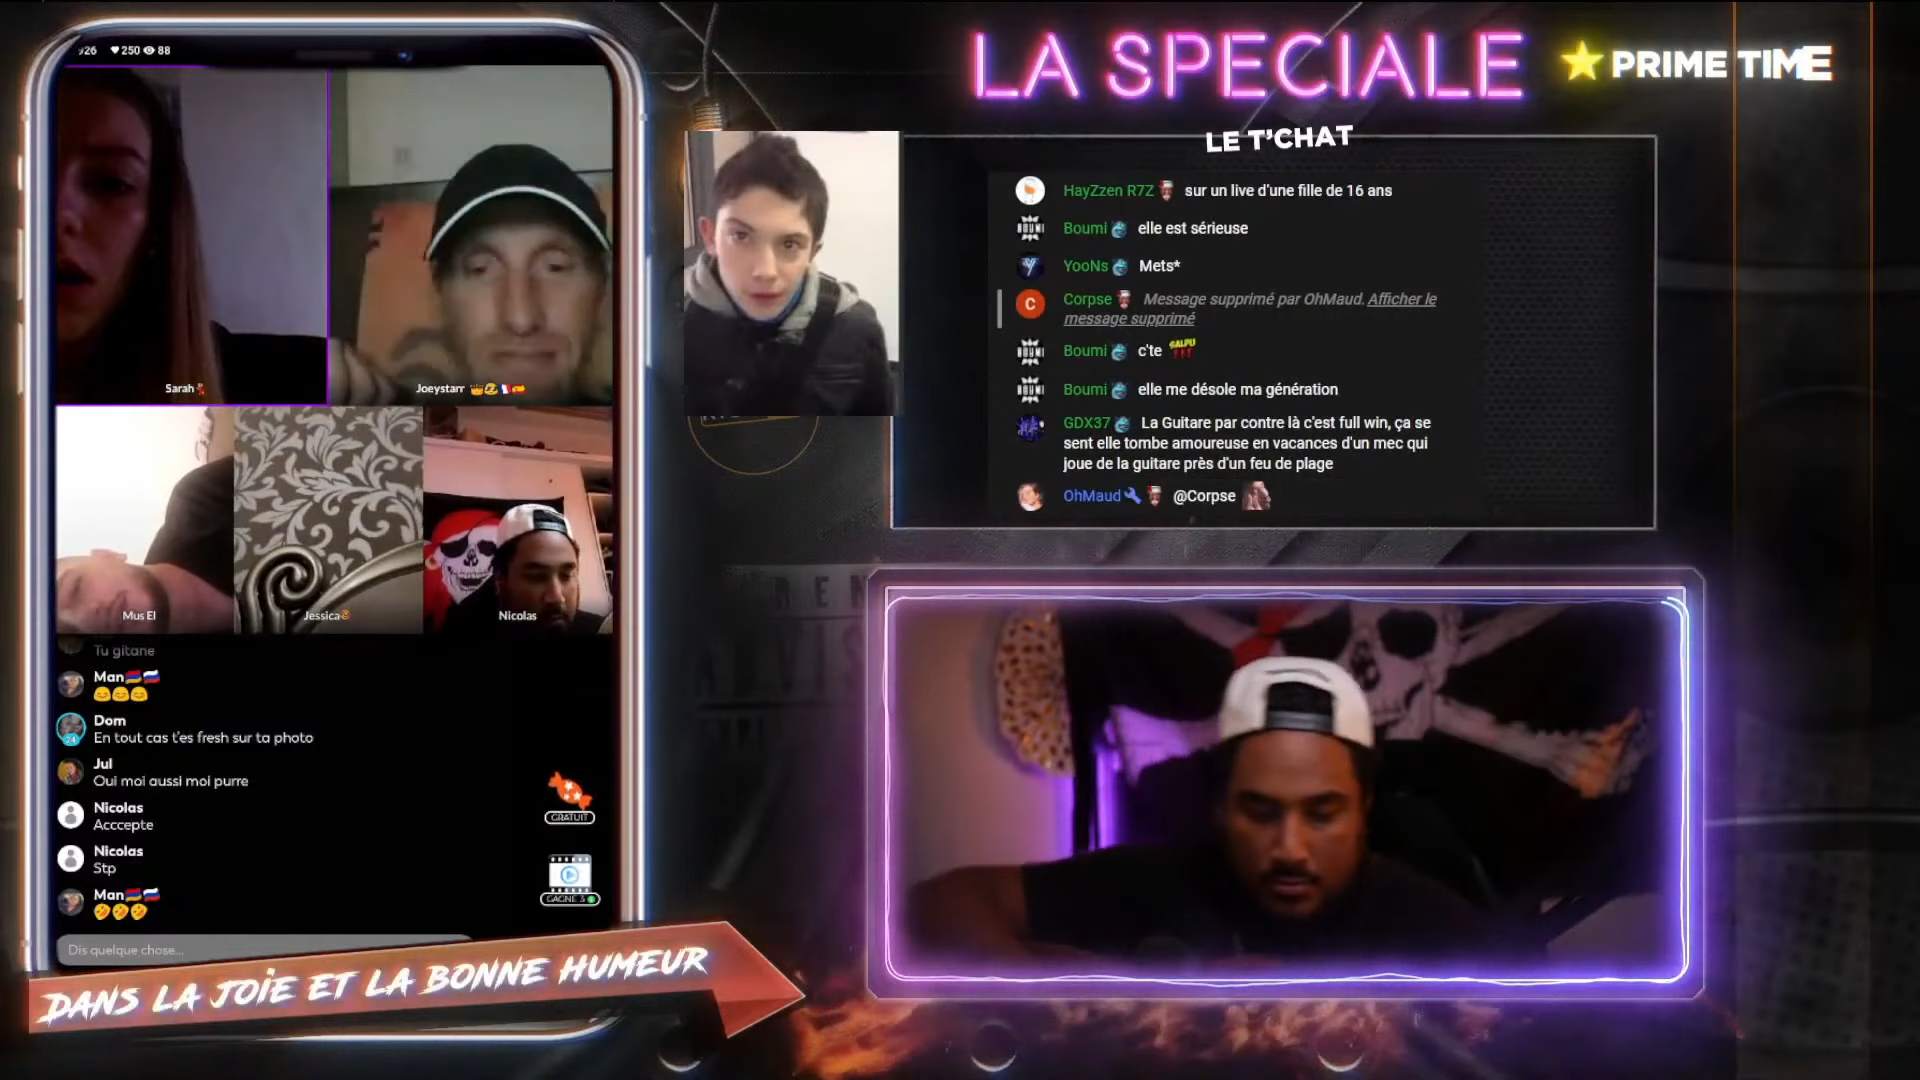 926 ♥250 88
Sarah
Joeystarr
Mus El
Jessica
Nicolas
Tu gitane
Man
😊😊😊
Dom
En tout cas t'es fresh sur ta photo
Jul
Oui moi aussi moi purre
Nicolas
Acccepte
Nicolas
Stp
Man
🤣🤣🤣
GRATUIT
GAGNE 3
Dis quelque chose...
DANS LA JOIE ET LA BONNE HUMEUR
LA SPECIALE
PRIME TIME
LE T'CHAT
HayZzen R7Z sur un live d'une fille de 16 ans
Boumi elle est sérieuse
YooNs Mets*
Corpse Message supprimé par OhMaud. Afficher le
message supprimé
Boumi c'te
Boumi elle me désole ma génération
GDX37 La Guitare par contre là c'est full win, ça se
sent elle tombe amoureuse en vacances d'un mec qui
joue de la guitare près d'un feu de plage
OhMaud @Corpse